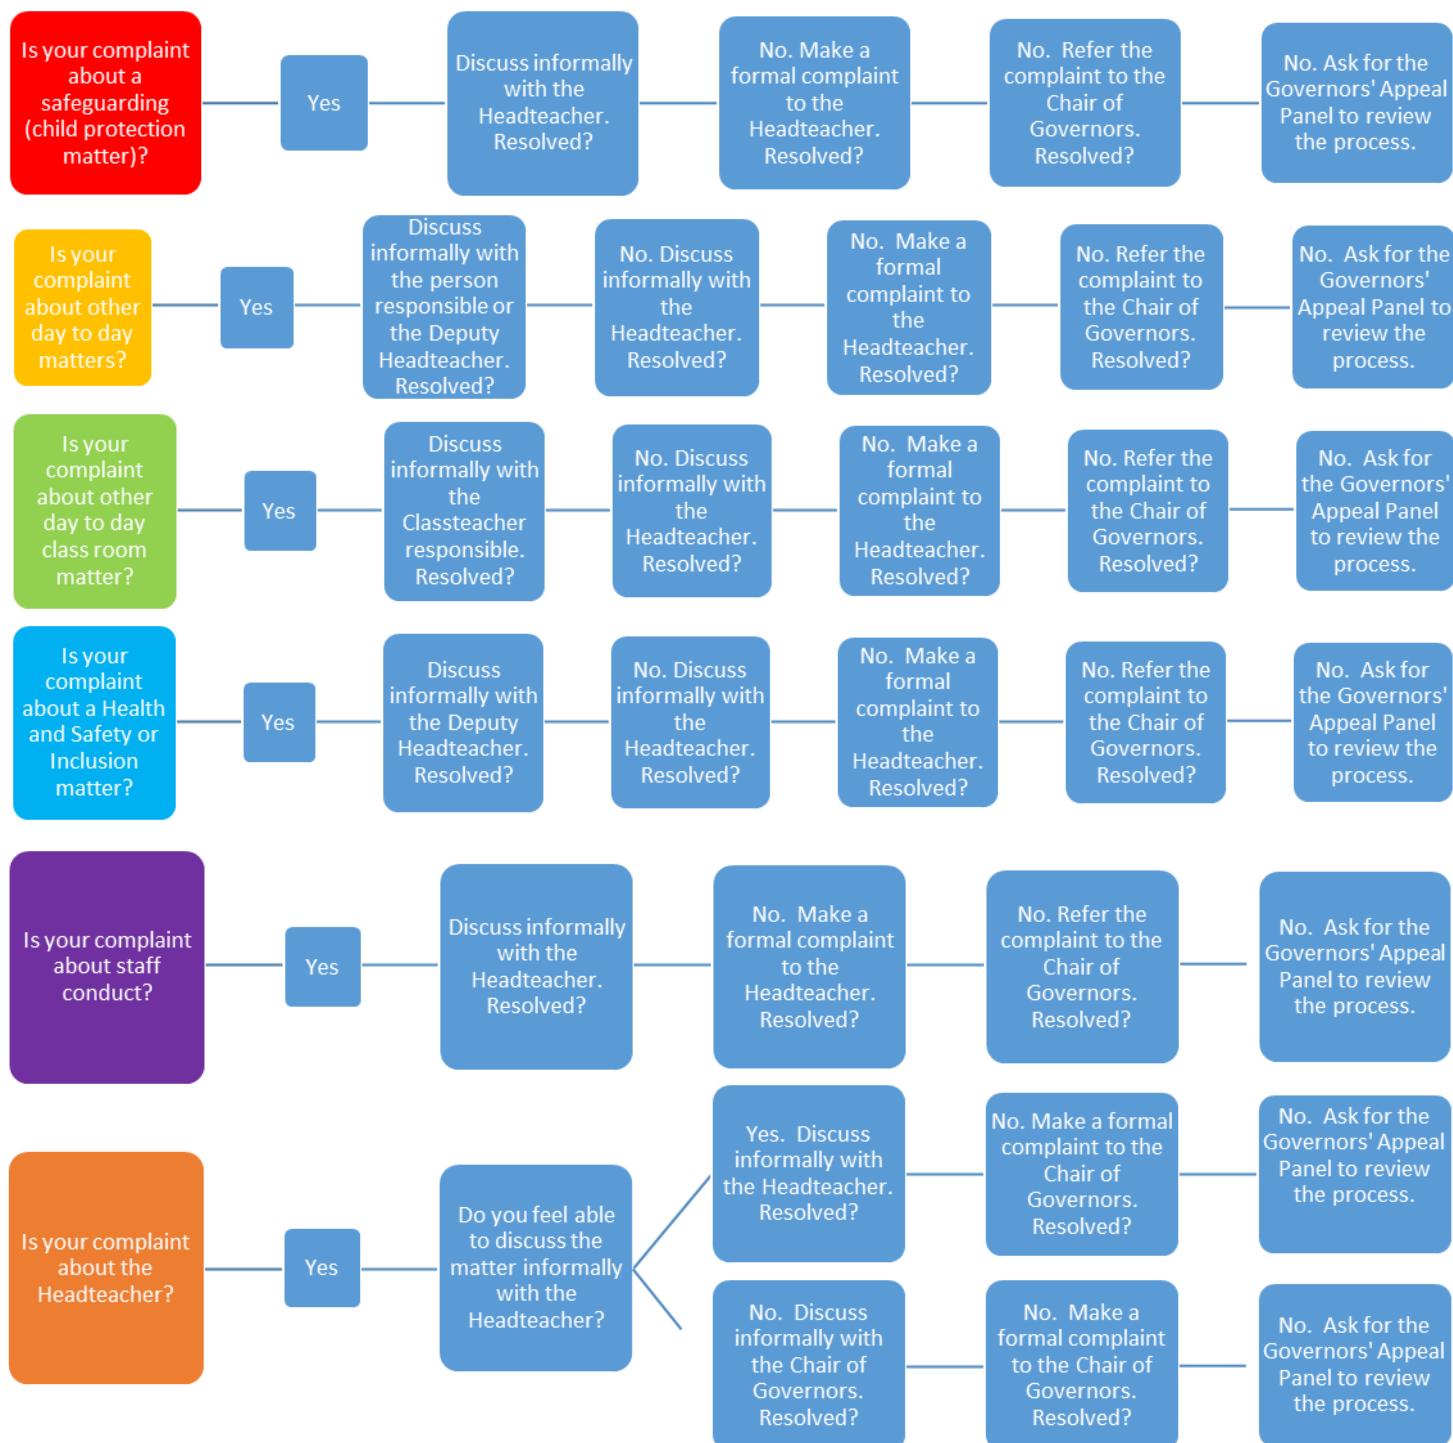 Is your complaint
about a
safeguarding
(child protection
matter)?
Yes
Discuss informally
with the
Headteacher.
Resolved?
No. Make a
formal complaint
to the
Headteacher.
Resolved?
No.  Refer the
complaint to the
Chair of
Governors.
Resolved?
No. Ask for the
Governors' Appeal
Panel to review
the process.
Is your
complaint
about other
day to day
matters?
Yes
Discuss
informally with
the person
responsible or
the Deputy
Headteacher.
Resolved?
No. Discuss
informally with
the
Headteacher.
Resolved?
No.  Make a
formal
complaint to
the
Headteacher.
Resolved?
No. Refer the
complaint to
the Chair of
Governors.
Resolved?
No.  Ask for the
Governors'
Appeal Panel to
review the
process.
Is your
complaint
about other
day to day
class room
matter?
Yes
Discuss
informally with
the
Classteacher
responsible.
Resolved?
No. Discuss
informally with
the
Headteacher.
Resolved?
No.  Make a
formal
complaint to
the
Headteacher.
Resolved?
No. Refer the
complaint to
the Chair of
Governors.
Resolved?
No.  Ask for
the Governors'
Appeal Panel
to review the
process.
Is your
complaint
about a Health
and Safety or
Inclusion
matter?
Yes
Discuss
informally with
the Deputy
Headteacher.
Resolved?
No. Discuss
informally with
the
Headteacher.
Resolved?
No.  Make a
formal
complaint to
the
Headteacher.
Resolved?
No. Refer the
complaint to
the Chair of
Governors.
Resolved?
No.  Ask for
the Governors'
Appeal Panel
to review the
process.
Is your complaint
about staff
conduct?
Yes
Discuss informally
with the
Headteacher.
Resolved?
No.  Make a
formal complaint
to the
Headteacher.
Resolved?
No. Refer the
complaint to the
Chair of
Governors.
Resolved?
No.  Ask for the
Governors' Appeal
Panel to review
the process.
Is your complaint
about the
Headteacher?
Yes
Do you feel able
to discuss the
matter informally
with the
Headteacher?
Yes.  Discuss
informally with
the Headteacher.
Resolved?
No. Make a formal
complaint to the
Chair of
Governors.
Resolved?
No.  Ask for the
Governors' Appeal
Panel to review
the process.
No.  Discuss
informally with
the Chair of
Governors.
Resolved?
No.  Make a
formal complaint
to the Chair of
Governors.
Resolved?
No.  Ask for the
Governors' Appeal
Panel to review
the process.